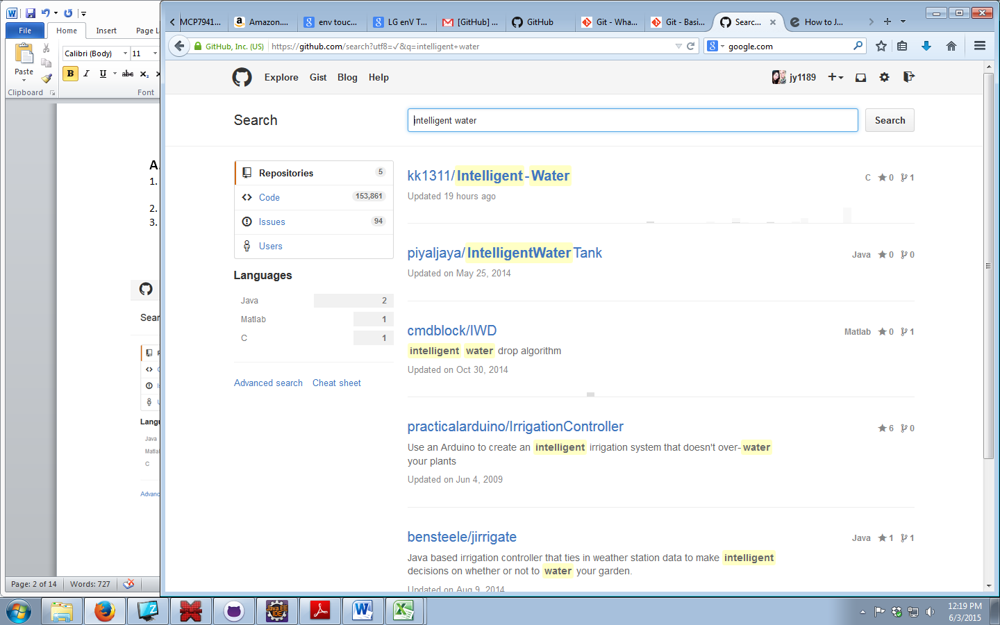 File
Home
Insert
Page L
Calibri (Body)
11
Paste
B I U abc x₂
Clipboard
Font
A.
1.
2.
3.
Sear
Langu
Java
Matla
C
Advanc
Page: 2 of 14
Words: 727
MCP7941...
Amazon....
env touc...
LG enV T...
[GitHub] ...
GitHub
Git - Wha...
Git - Basi...
Searc...
How to J...
GitHub, Inc. (US)
https://github.com/search?utf8=✓&q=intelligent+water
google.com
Explore Gist Blog Help
jy1189
Search
intelligent water
Search
Repositories 5
Code 153,861
Issues 94
Users
Languages
Java 2
Matlab 1
C 1
Advanced search Cheat sheet
kk1311/Intelligent-Water
C 0 1
Updated 19 hours ago
piyaljaya/IntelligentWaterTank
Java 0 0
Updated on May 25, 2014
cmdblock/IWD
Matlab 0 1
intelligent water drop algorithm
Updated on Oct 30, 2014
practicalarduino/IrrigationController
6 0
Use an Arduino to create an intelligent irrigation system that doesn't over-water
your plants
Updated on Jun 4, 2009
bensteele/jirrigate
Java 1 1
Java based irrigation controller that ties in weather station data to make intelligent
decisions on whether or not to water your garden.
Updated on Aug 9, 2014
Java EE
IDE
12:19 PM
6/3/2015